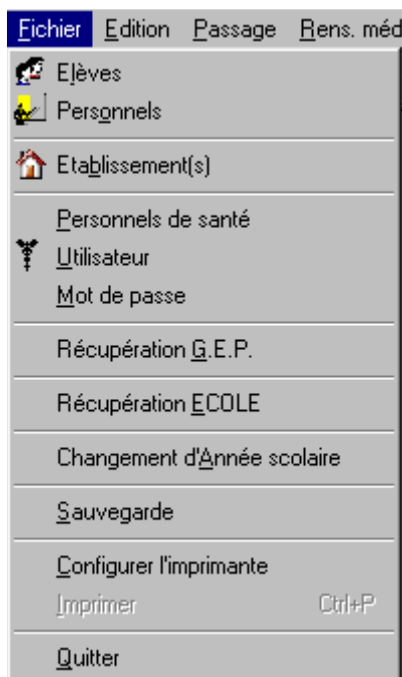 Fichier Edition Passage Rens. méd
Elèves
Personnels
Etablissement(s)
Personnels de santé
Utilisateur
Mot de passe
Récupération G.E.P.
Récupération ECOLE
Changement d'Année scolaire
Sauvegarde
Configurer l'imprimante
Imprimer Ctrl+P
Quitter